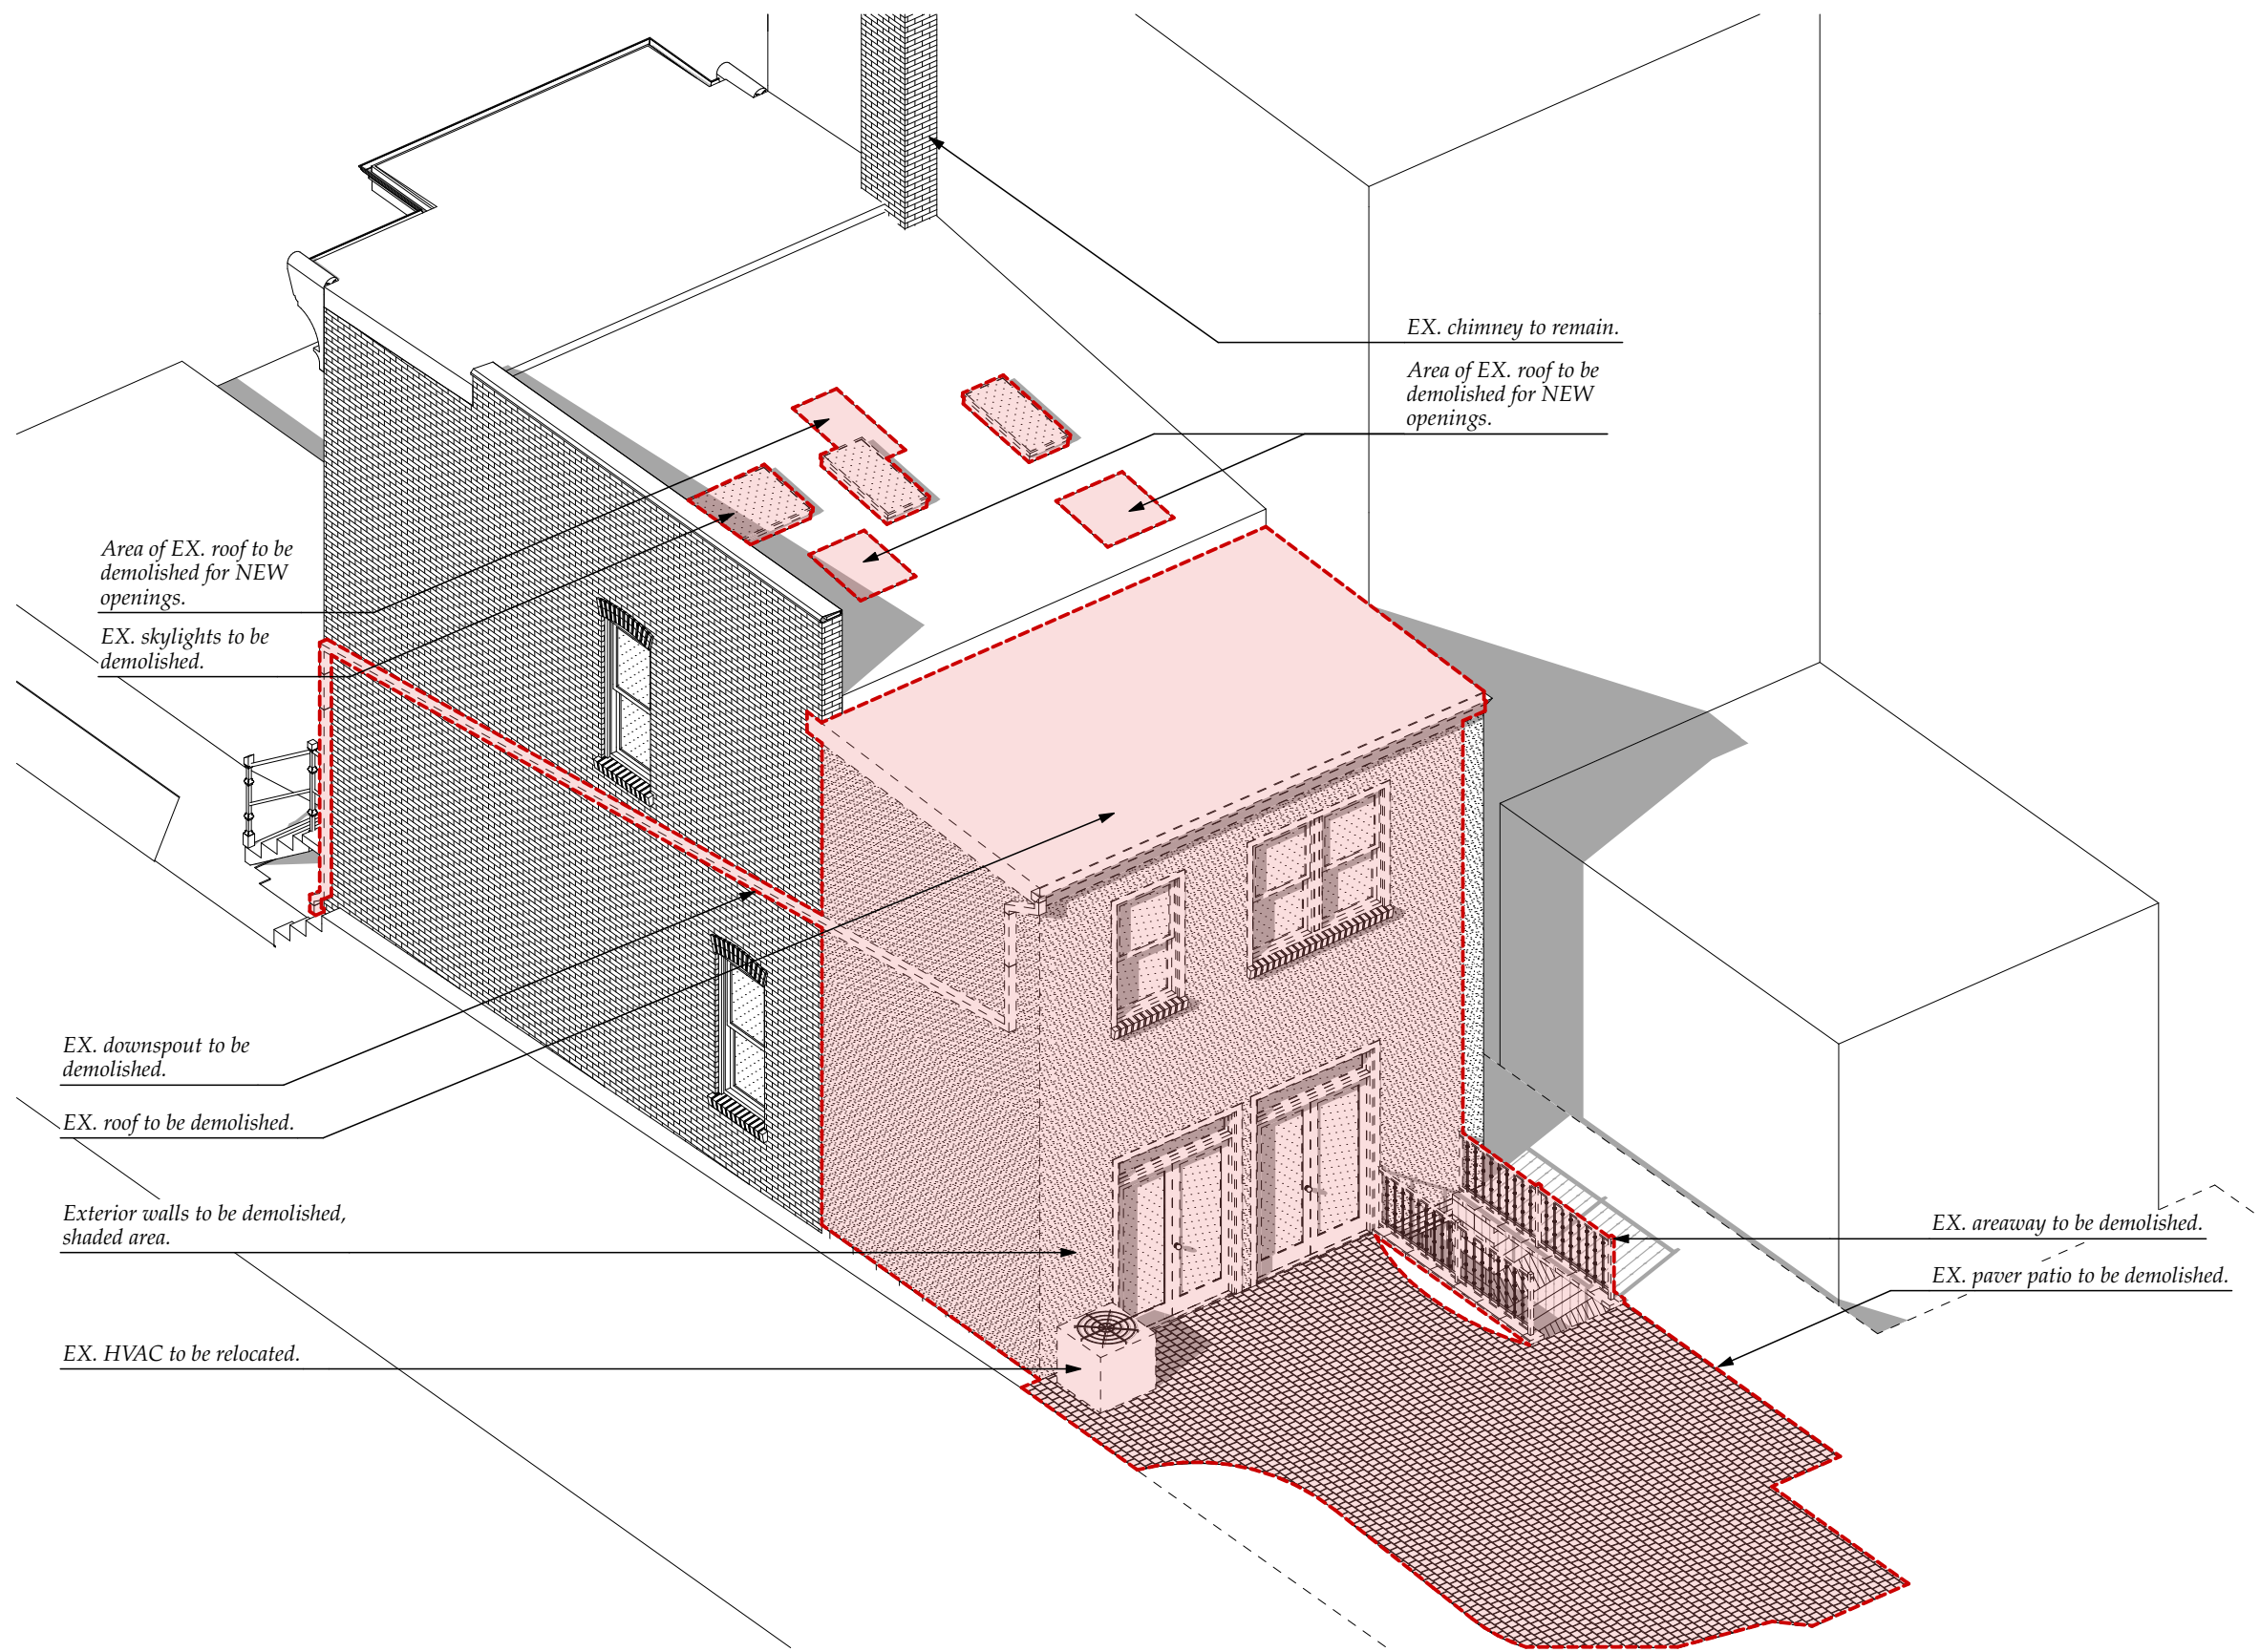 EX. chimney to remain.
Area of EX. roof to be
demolished for NEW
openings.
Area of EX. roof to be
demolished for NEW
openings.
EX. skylights to be
demolished.
EX. downspout to be
demolished.
EX. roof to be demolished.
Exterior walls to be demolished,
shaded area.
EX. areaway to be demolished.
EX. paver patio to be demolished.
EX. HVAC to be relocated.